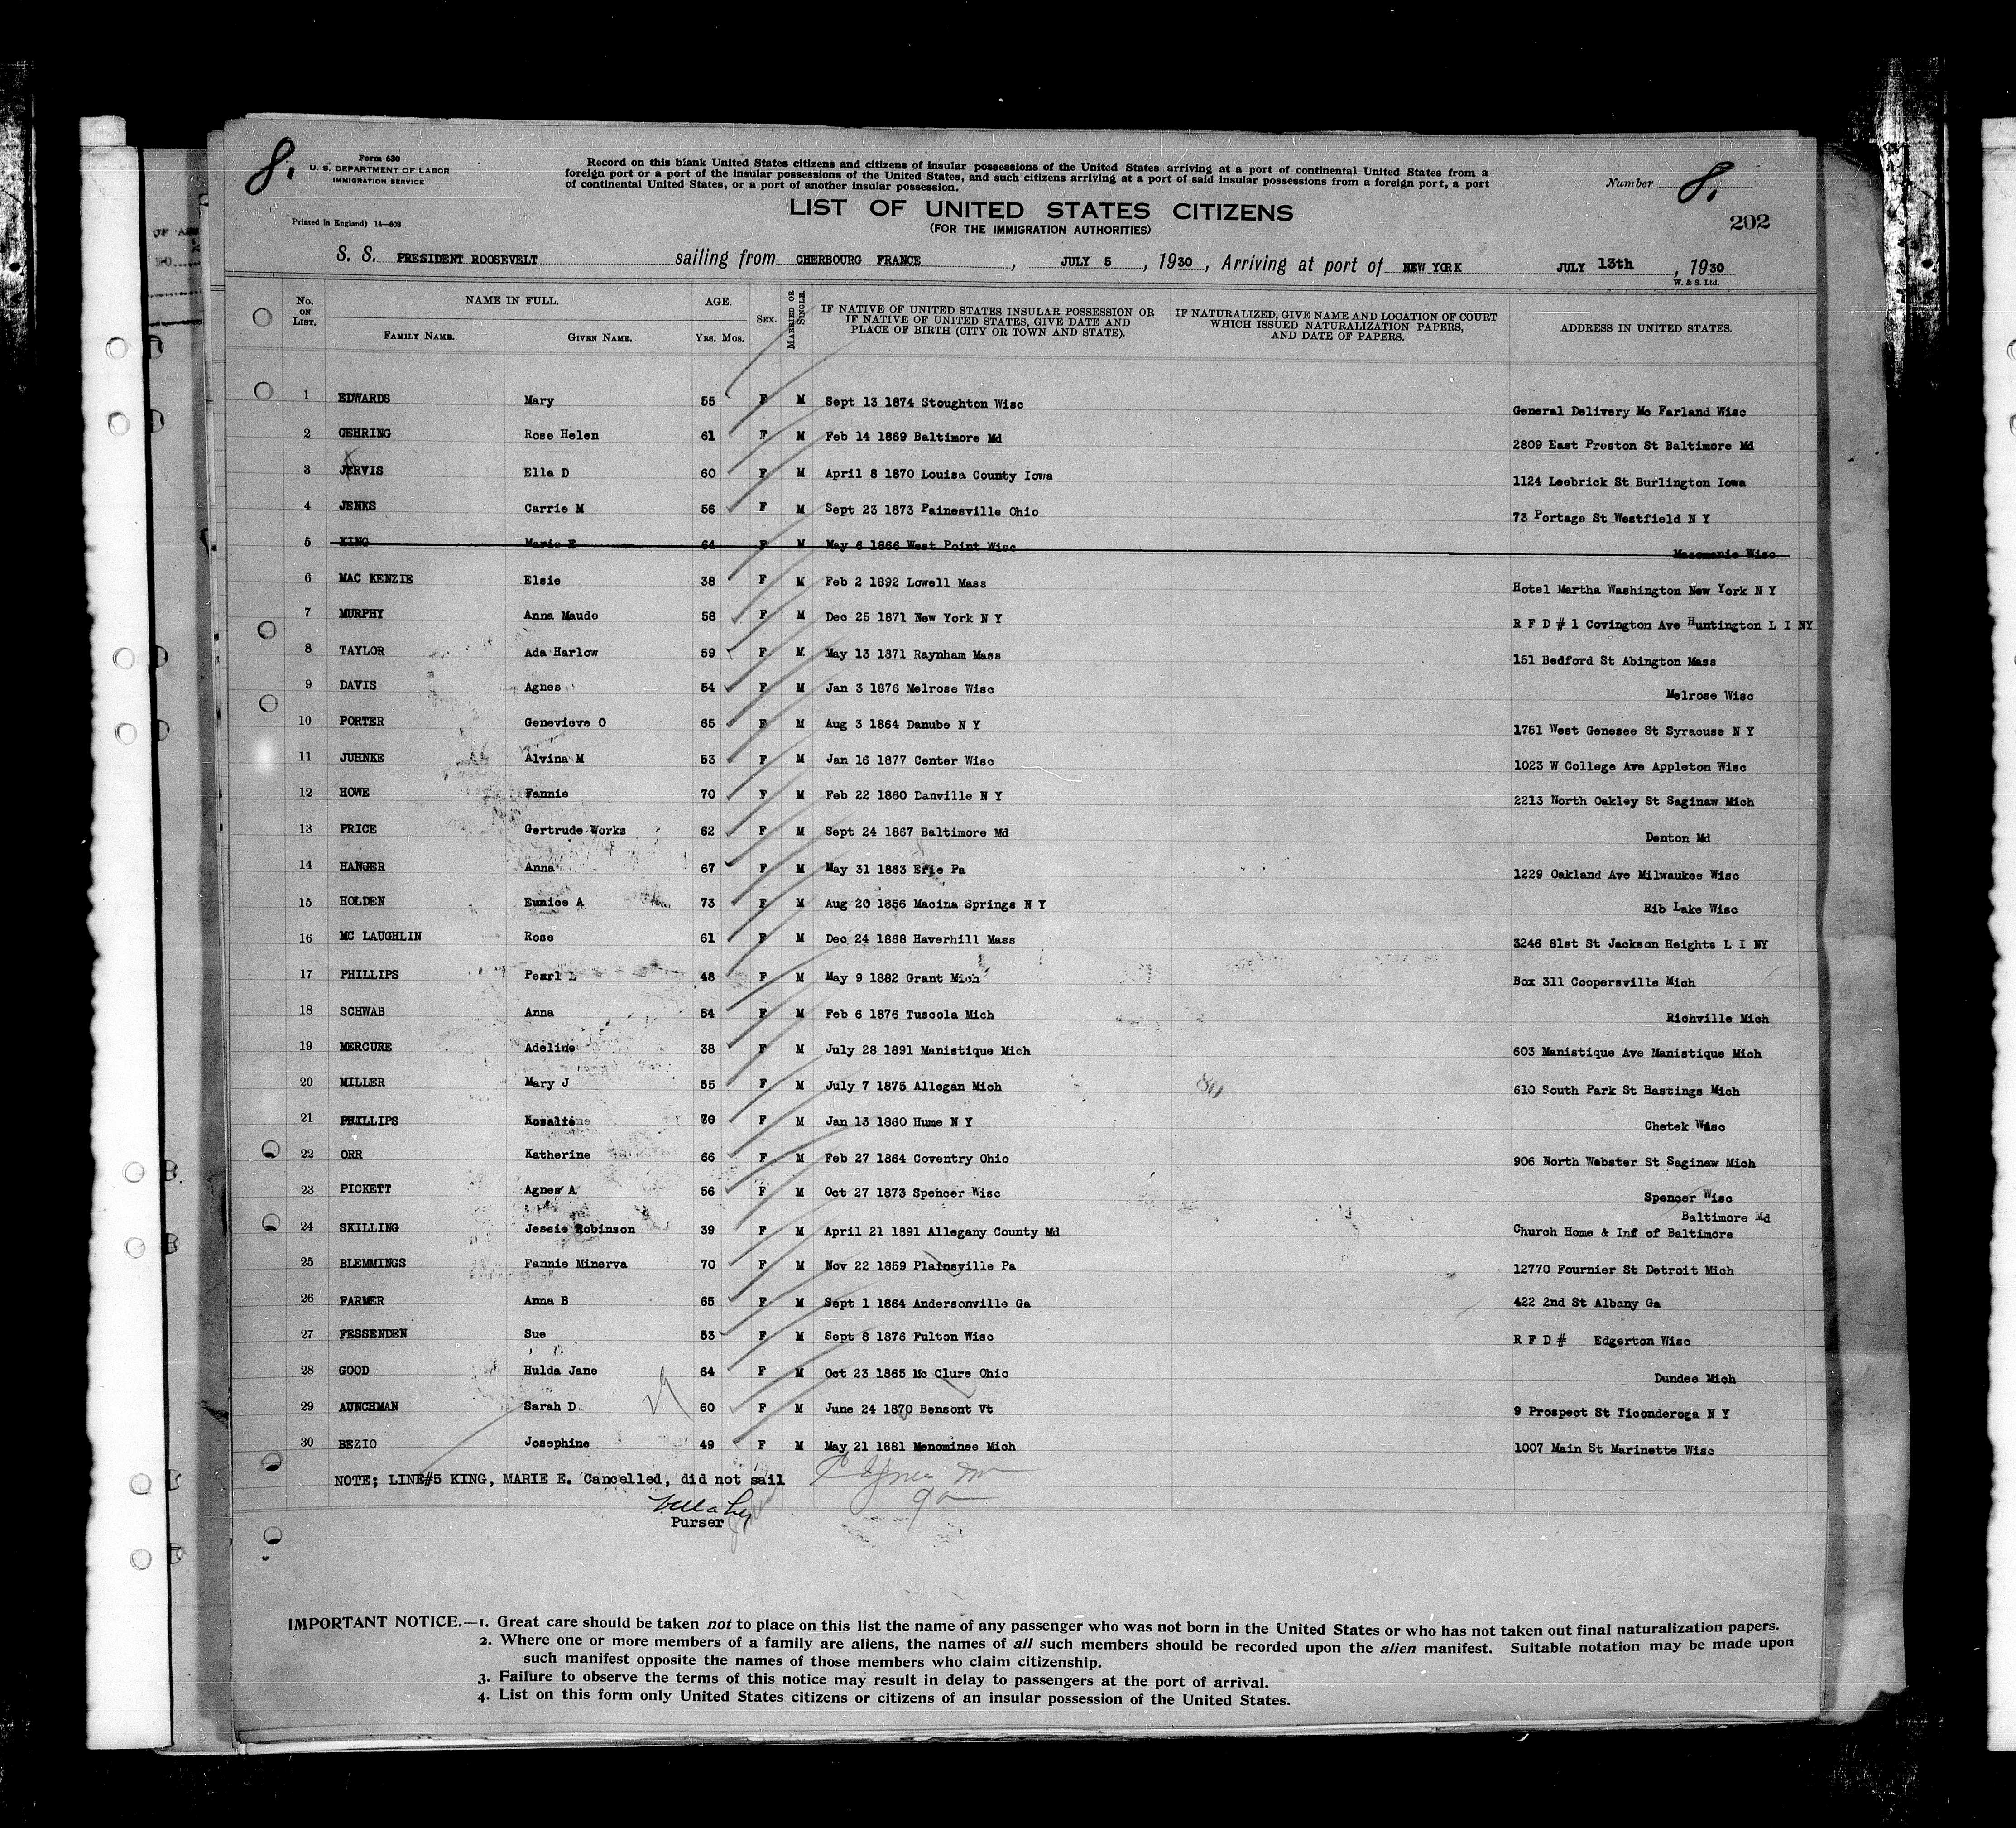 8.
Form 630
U. S. DEPARTMENT OF LABOR
IMMIGRATION SERVICE
Printed in England) 14—608
Record on this blank United States citizens and citizens of insular possessions of the United States arriving at a port of continental United States from a
foreign port or a port of the insular possessions of the United States, and such citizens arriving at a port of said insular possessions from a foreign port, a port
of continental United States, or a port of another insular possession.
Number 8.
LIST OF UNITED STATES CITIZENS
(FOR THE IMMIGRATION AUTHORITIES)
202
S. S. PRESIDENT ROOSEVELT sailing from CHERBOURG FRANCE , JULY 5 , 1930 , Arriving at port of NEW YORK JULY 13th , 1930
W. & S. Ltd.
No. ON LIST. NAME IN FULL. FAMILY NAME. GIVEN NAME. AGE. YRS. MOS. SEX. MARRIED OR SINGLE. IF NATIVE OF UNITED STATES INSULAR POSSESSION OR IF NATIVE OF UNITED STATES, GIVE DATE AND PLACE OF BIRTH (CITY OR TOWN AND STATE). IF NATURALIZED, GIVE NAME AND LOCATION OF COURT WHICH ISSUED NATURALIZATION PAPERS, AND DATE OF PAPERS. ADDRESS IN UNITED STATES.
1 EDWARDS Mary 55 F M Sept 13 1874 Stoughton Wisc General Delivery Mc Farland Wisc
2 GEHRING Rose Helen 61 F M Feb 14 1869 Baltimore Md 2809 East Preston St Baltimore Md
3 JERVIS Ella D 60 F M April 8 1870 Louisa County Iowa 1124 Leebrick St Burlington Iowa
4 JENKS Carrie M 56 F M Sept 23 1873 Painesville Ohio 73 Portage St Westfield N Y
5 KING Marie E 64 F M May 6 1866 West Point Wisc Mazomanie Wisc
6 MAC KENZIE Elsie 38 F M Feb 2 1892 Lowell Mass Hotel Martha Washington New York N Y
7 MURPHY Anna Maude 58 F M Dec 25 1871 New York N Y R F D # 1 Covington Ave Huntington L I NY
8 TAYLOR Ada Harlow 59 F M May 13 1871 Raynham Mass 151 Bedford St Abington Mass
9 DAVIS Agnes 54 F M Jan 3 1876 Melrose Wisc Melrose Wisc
10 PORTER Genevieve O 65 F M Aug 3 1864 Danube N Y 1751 West Genesee St Syracuse N Y
11 JUHNKE Alvina M 53 F M Jan 16 1877 Center Wisc 1023 W College Ave Appleton Wisc
12 HOWE Fannie 70 F M Feb 22 1860 Danville N Y 2213 North Oakley St Saginaw Mich
13 PRICE Gertrude Works 62 F M Sept 24 1867 Baltimore Md Denton Md
14 HANGER Anna 67 F M May 31 1863 Erie Pa 1229 Oakland Ave Milwaukee Wisc
15 HOLDEN Eunice A 73 F M Aug 20 1856 Macina Springs N Y Rib Lake Wisc
16 MC LAUGHLIN Rose 61 F M Dec 24 1868 Haverhill Mass 3246 81st St Jackson Heights L I NY
17 PHILLIPS Pearl L 48 F M May 9 1882 Grant Mich Box 311 Coopersville Mich
18 SCHWAB Anna 54 F M Feb 6 1876 Tuscola Mich Richville Mich
19 MERCURE Adeline 38 F M July 28 1891 Manistique Mich 603 Manistique Ave Manistique Mich
20 MILLER Mary J 55 F M July 7 1875 Allegan Mich 610 South Park St Hastings Mich
21 PHILLIPS 70 F M Jan 13 1860 Hume N Y Chetek Wisc
22 ORR Katherine 66 F M Feb 27 1864 Coventry Ohio 906 North Webster St Saginaw Mich
23 PICKETT Agnes A 56 F M Oct 27 1873 Spencer Wisc Spencer Wisc
24 SKILLING Jessie Robinson 39 F M April 21 1891 Allegany County Md Church Home & Inf of Baltimore Baltimore Md
25 BLEMMINGS Fannie Minerva 70 F M Nov 22 1859 Plainsville Pa 12770 Fournier St Detroit Mich
26 FARMER Anna B 65 F M Sept 1 1864 Andersonville Ga 422 2nd St Albany Ga
27 FESSENDEN Sue 53 F M Sept 8 1876 Fulton Wisc R F D # Edgerton Wisc
28 GOOD Hulda Jane 64 F M Oct 23 1865 Mc Clure Ohio Dundee Mich
29 AUNCHMAN Sarah D 60 F M June 24 1870 Bensont Vt 9 Prospect St Ticonderoga N Y
30 BEZIO Josephine 49 F M May 21 1881 Menominee Mich 1007 Main St Marinette Wisc
NOTE; LINE#5 KING, MARIE E. Cancelled, did not sail
Purser
IMPORTANT NOTICE.—1. Great care should be taken not to place on this list the name of any passenger who was not born in the United States or who has not taken out final naturalization papers.
2. Where one or more members of a family are aliens, the names of all such members should be recorded upon the alien manifest. Suitable notation may be made upon
such manifest opposite the names of those members who claim citizenship.
3. Failure to observe the terms of this notice may result in delay to passengers at the port of arrival.
4. List on this form only United States citizens or citizens of an insular possession of the United States.